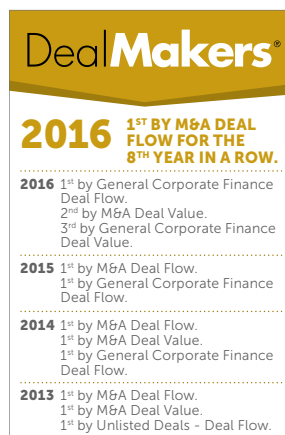 DealMakers®
2016 1ST BY M&A DEAL
FLOW FOR THE
8TH YEAR IN A ROW.
2016 1st by General Corporate Finance
Deal Flow.
2nd by M&A Deal Value.
3rd by General Corporate Finance
Deal Value.
2015 1st by M&A Deal Flow.
1st by General Corporate Finance
Deal Flow.
2014 1st by M&A Deal Flow.
1st by M&A Deal Value.
1st by General Corporate Finance
Deal Flow.
2013 1st by M&A Deal Flow.
1st by M&A Deal Value.
1st by Unlisted Deals - Deal Flow.